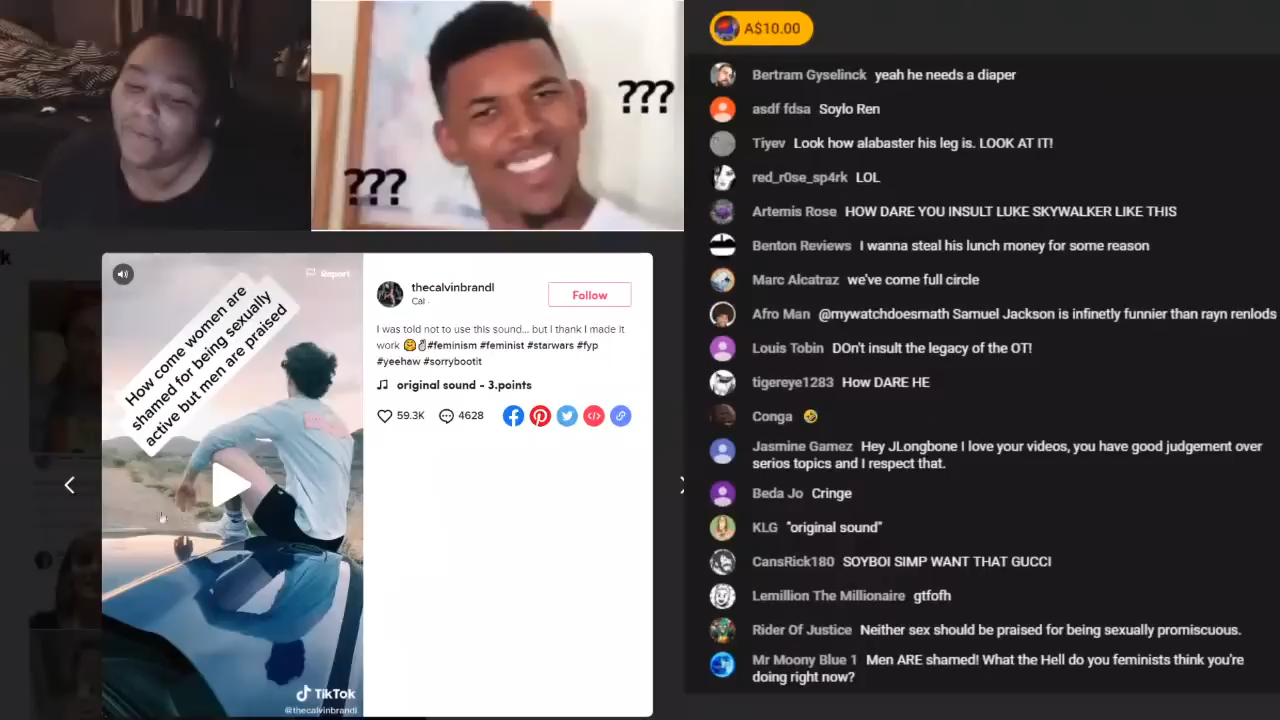 ???
???
k
Report
How come women are
shamed for being sexually
active but men are praised
TikTok
@thecalvinbrandl
thecalvinbrandl
Cal ·
Follow
I was told not to use this sound... but I thank I made it
work 🤗✌#feminism #feminist #starwars #fyp
#yeehaw #sorrybootit
original sound - 3.points
59.3K
4628
A$10.00
Bertram Gyselinck yeah he needs a diaper
asdf fdsa Soylo Ren
Tiyev Look how alabaster his leg is. LOOK AT IT!
red_r0se_sp4rk LOL
Artemis Rose HOW DARE YOU INSULT LUKE SKYWALKER LIKE THIS
Benton Reviews I wanna steal his lunch money for some reason
Marc Alcatraz we've come full circle
Afro Man @mywatchdoesmath Samuel Jackson is infinetly funnier than rayn renlods
Louis Tobin DOn't insult the legacy of the OT!
tigereye1283 How DARE HE
Conga 🤣
Jasmine Gamez Hey JLongbone I love your videos, you have good judgement over
serios topics and I respect that.
Beda Jo Cringe
KLG "original sound"
CansRick180 SOYBOI SIMP WANT THAT GUCCI
Lemillion The Millionaire gtfofh
Rider Of Justice Neither sex should be praised for being sexually promiscuous.
Mr Moony Blue 1 Men ARE shamed! What the Hell do you feminists think you're
doing right now?